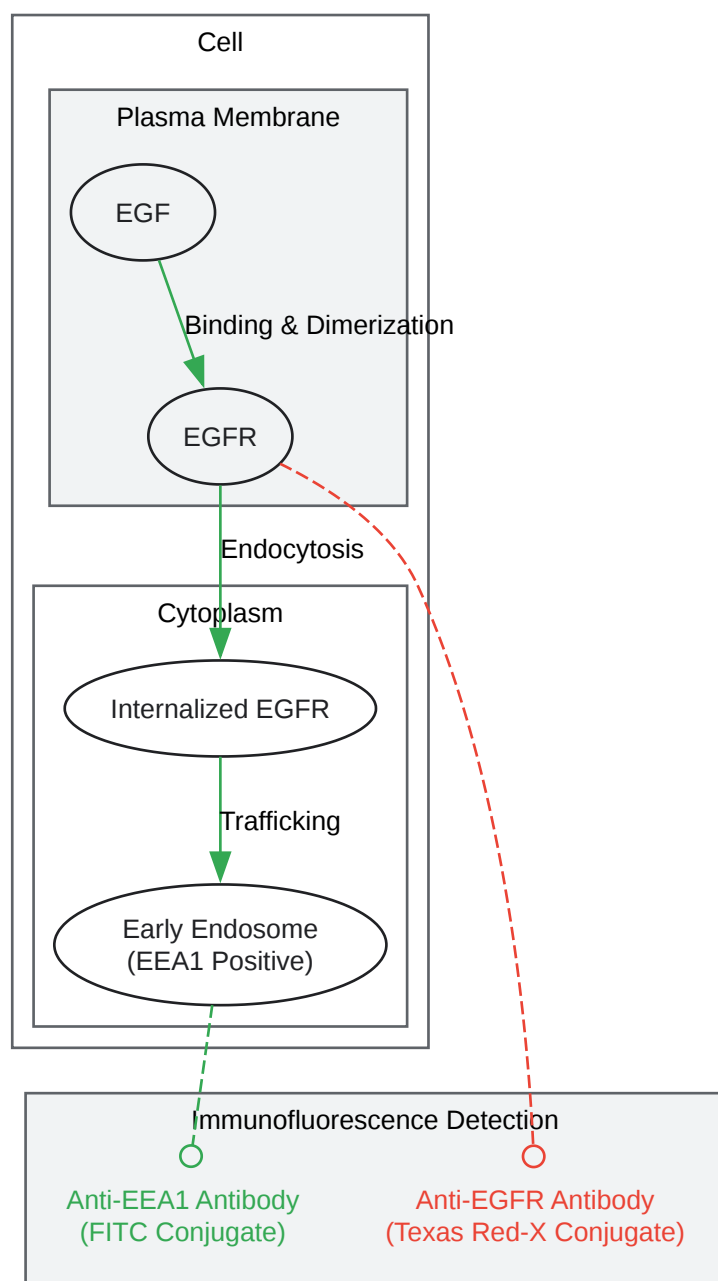 Cell
Plasma Membrane
EGF
Binding & Dimerization
EGFR
Endocytosis
Cytoplasm
Internalized EGFR
Trafficking
Early Endosome
(EEA1 Positive)
Immunofluorescence Detection
Anti-EEA1 Antibody
(FITC Conjugate)
Anti-EGFR Antibody
(Texas Red-X Conjugate)